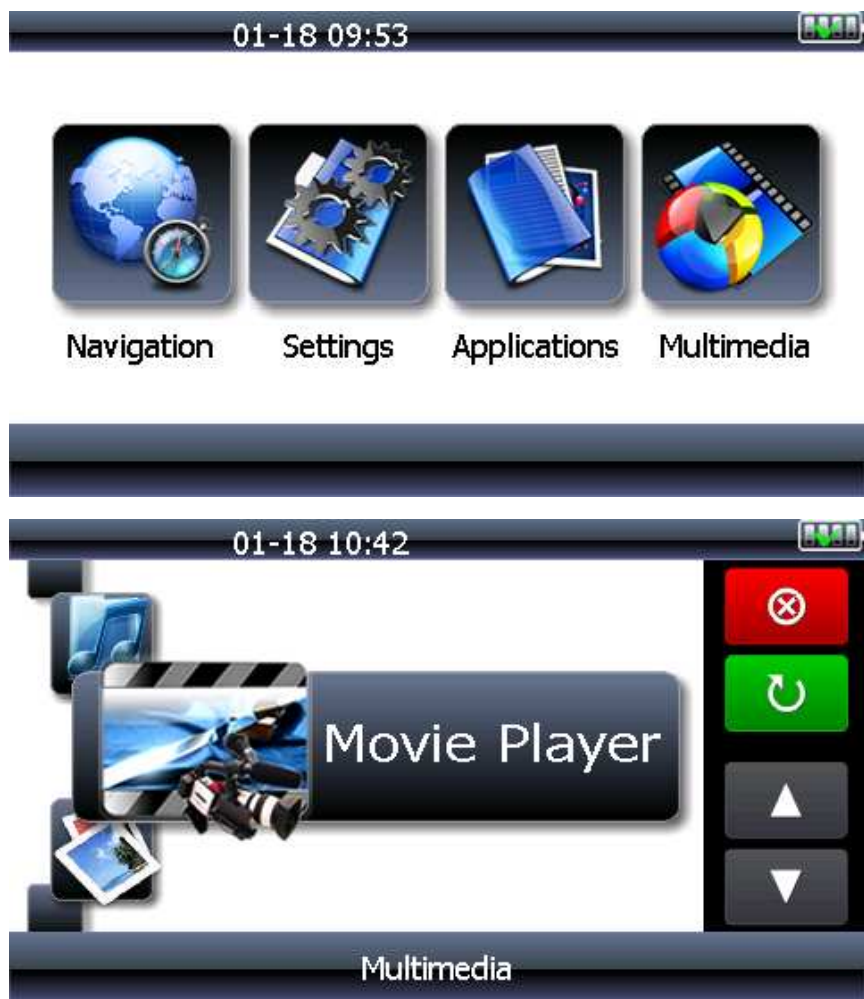 01-18 09:53
Navigation Settings Applications Multimedia
01-18 10:42
Movie Player
Multimedia